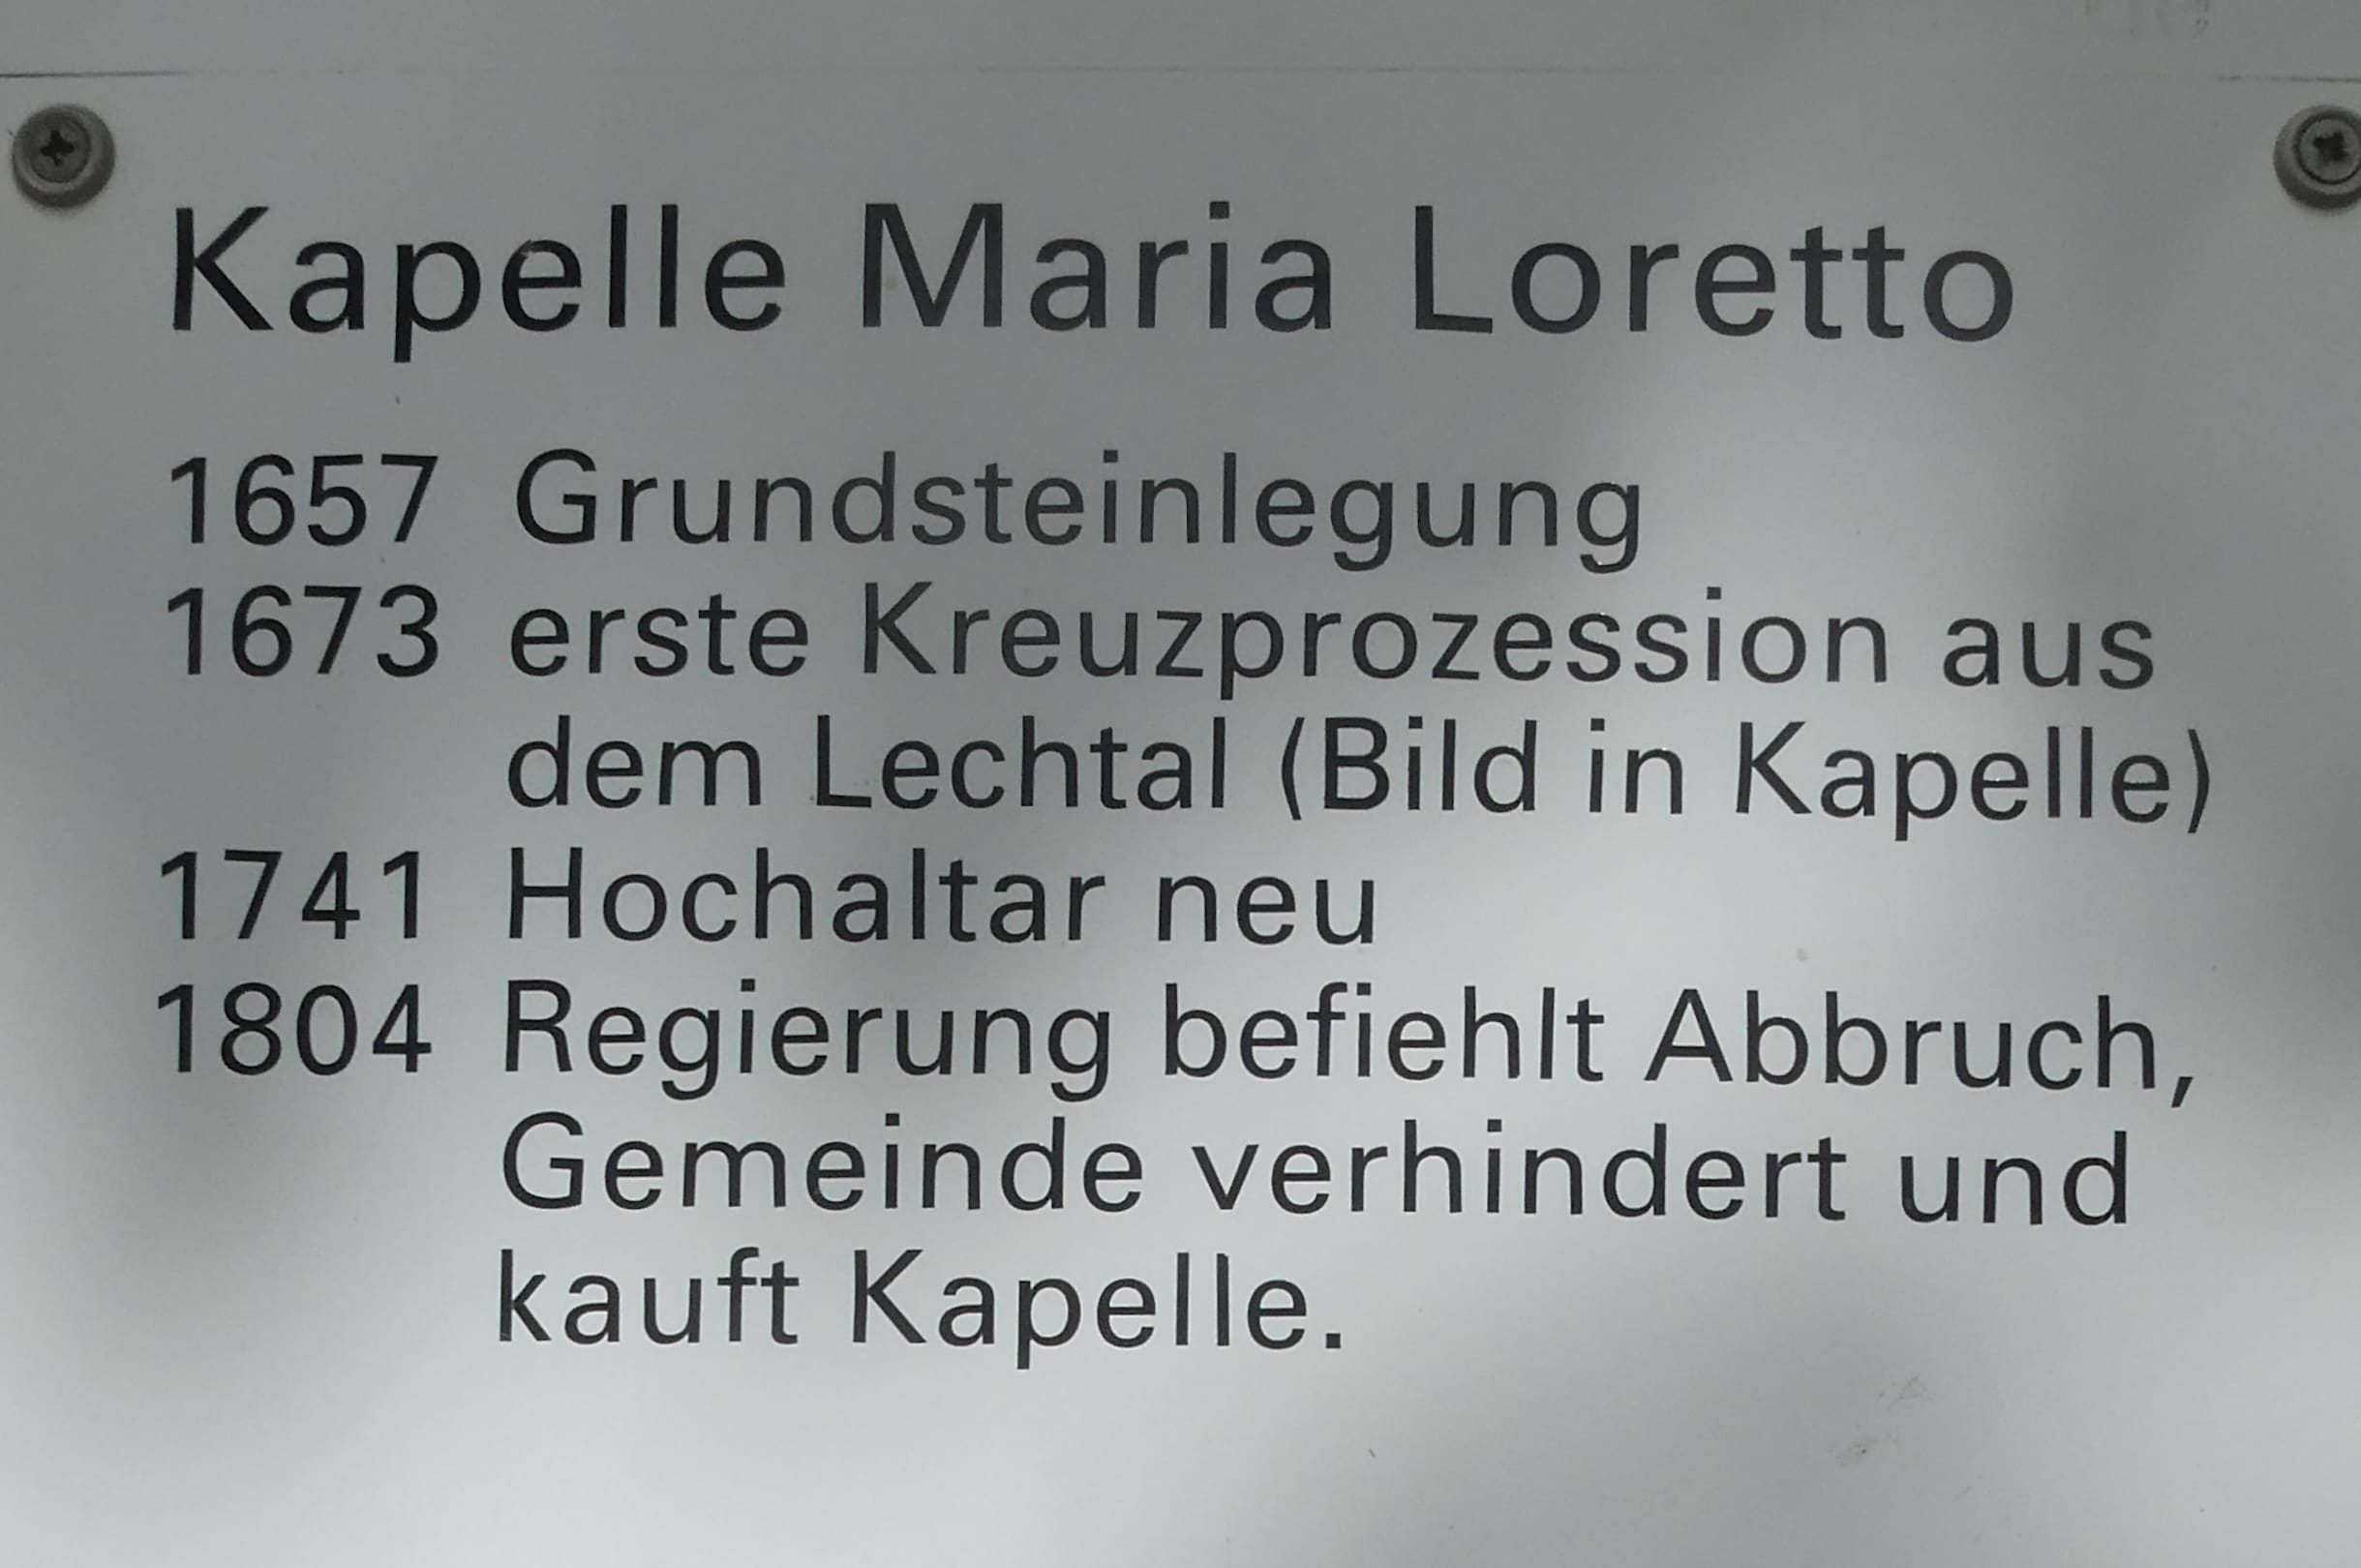 Kapelle Maria Loretto
1657 Grundsteinlegung
1673 erste Kreuzprozession aus
dem Lechtal (Bild in Kapelle)
1741 Hochaltar neu
1804 Regierung befiehlt Abbruch,
Gemeinde verhindert und
kauft Kapelle.